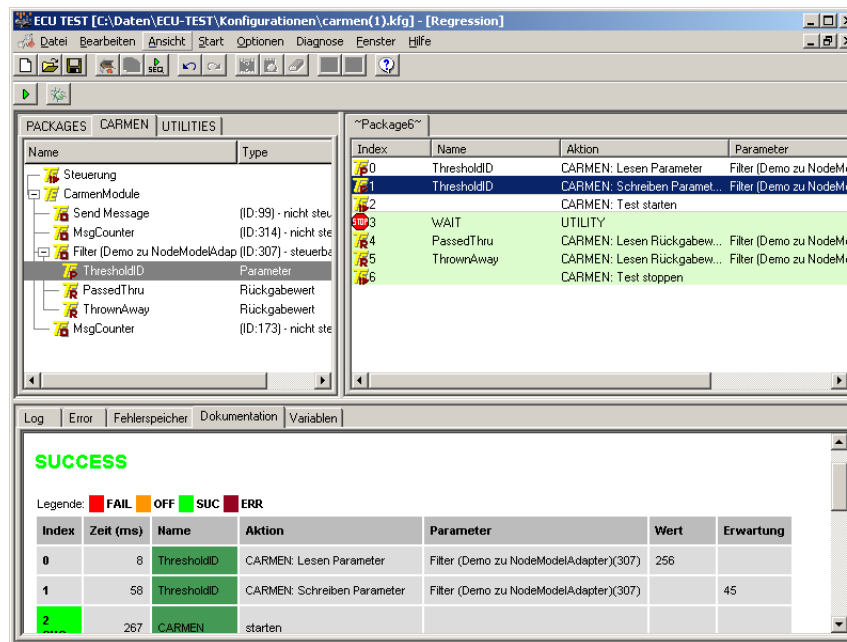 ECU TEST [C:\Daten\ECU-TEST\Konfigurationen\carmen(1).kfg] - [Regression]
Datei Bearbeiten Ansicht Start Optionen Diagnose Fenster Hilfe
SEQ
PACKAGES CARMEN UTILITIES
Name Type
Steuerung
CarmenModule
Send Message (ID:99) - nicht steu
MsgCounter (ID:314) - nicht ste
Filter (Demo zu NodeModelAdap (ID:307) - steuerba
ThresholdID Parameter
PassedThru Rückgabewert
ThrownAway Rückgabewert
MsgCounter (ID:173) - nicht ste
~Package6~
Index Name Aktion Parameter
0 ThresholdID CARMEN: Lesen Parameter Filter (Demo zu NodeMo
1 ThresholdID CARMEN: Schreiben Paramet... Filter (Demo zu NodeMo
2 CARMEN: Test starten
STOP 3 WAIT UTILITY
4 PassedThru CARMEN: Lesen Rückgabew... Filter (Demo zu NodeMo
5 ThrownAway CARMEN: Lesen Rückgabew... Filter (Demo zu NodeMo
6 CARMEN: Test stoppen
Log Error Fehlerspeicher Dokumentation Variablen
SUCCESS
Legende: FAIL OFF SUC ERR
Index Zeit (ms) Name Aktion Parameter Wert Erwartung
0 8 ThresholdID CARMEN: Lesen Parameter Filter (Demo zu NodeModelAdapter)(307) 256
1 58 ThresholdID CARMEN: Schreiben Parameter Filter (Demo zu NodeModelAdapter)(307) 45
2 267 CARMEN starten